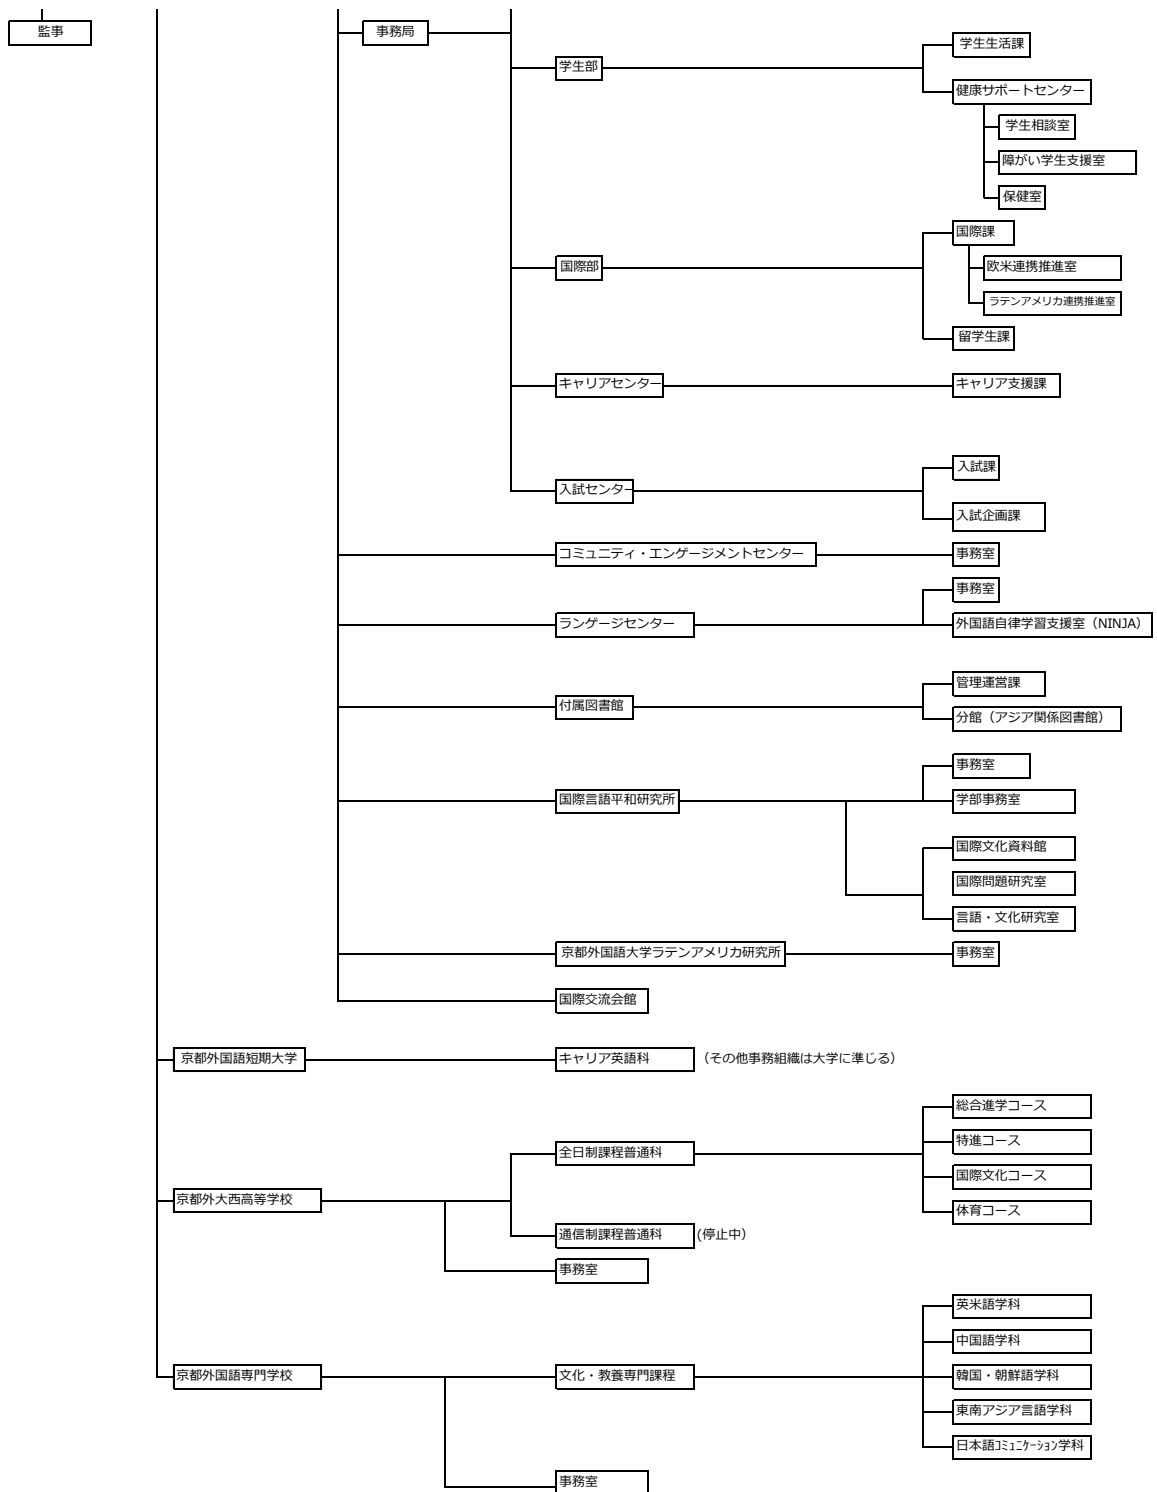 監事
事務局
学生部
学生生活課
健康サポートセンター
学生相談室
障がい学生支援室
保健室
国際部
国際課
欧米連携推進室
ラテンアメリカ連携推進室
留学生課
キャリアセンター
キャリア支援課
入試センター
入試課
入試企画課
コミュニティ・エンゲージメントセンター
事務室
ランゲージセンター
事務室
外国語自律学習支援室（NINJA）
付属図書館
管理運営課
分館（アジア関係図書館）
国際言語平和研究所
事務室
学部事務室
国際文化資料館
国際問題研究室
言語・文化研究室
京都外国語大学ラテンアメリカ研究所
事務室
国際交流会館
京都外国語短期大学
キャリア英語科
（その他事務組織は大学に準じる）
京都外大西高等学校
全日制課程普通科
総合進学コース
特進コース
国際文化コース
体育コース
通信制課程普通科
(停止中）
事務室
京都外国語専門学校
文化・教養専門課程
英米語学科
中国語学科
韓国・朝鮮語学科
東南アジア言語学科
日本語ｺﾐｭﾆｹｰｼｮﾝ学科
事務室